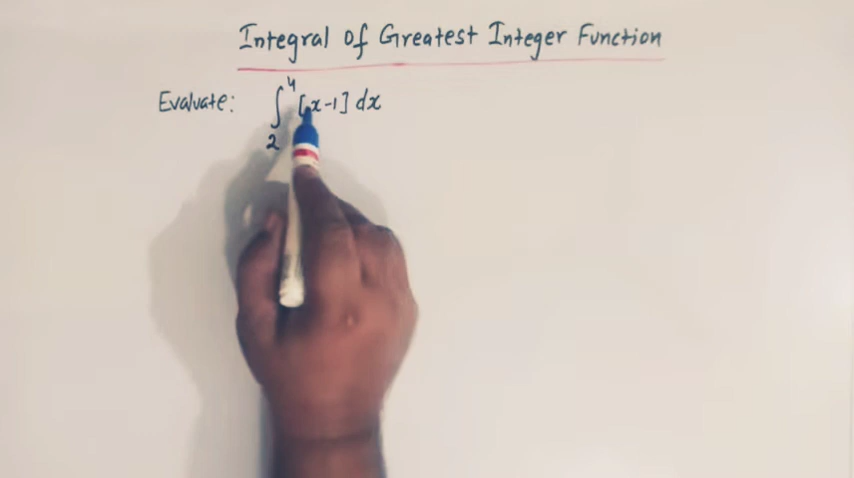 Integral of Greatest Integer Function
Evaluate: ∫₂⁴ [x-1] dx